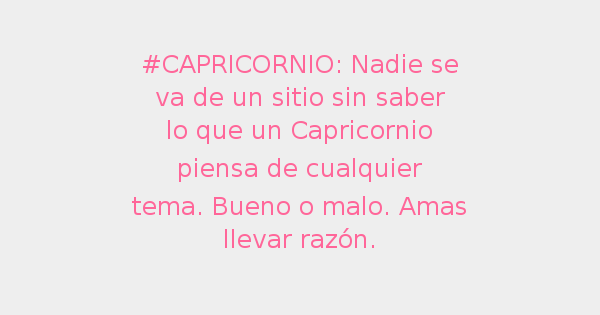 #CAPRICORNIO: Nadie se
va de un sitio sin saber
lo que un Capricornio
piensa de cualquier
tema. Bueno o malo. Amas
llevar razón.